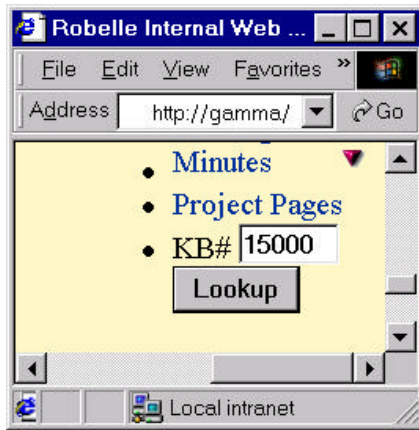 Robelle Internal Web ...
File Edit View Favorites »
Address http://gamma/ Go
Minutes
Project Pages
KB# 15000
Lookup
Local intranet